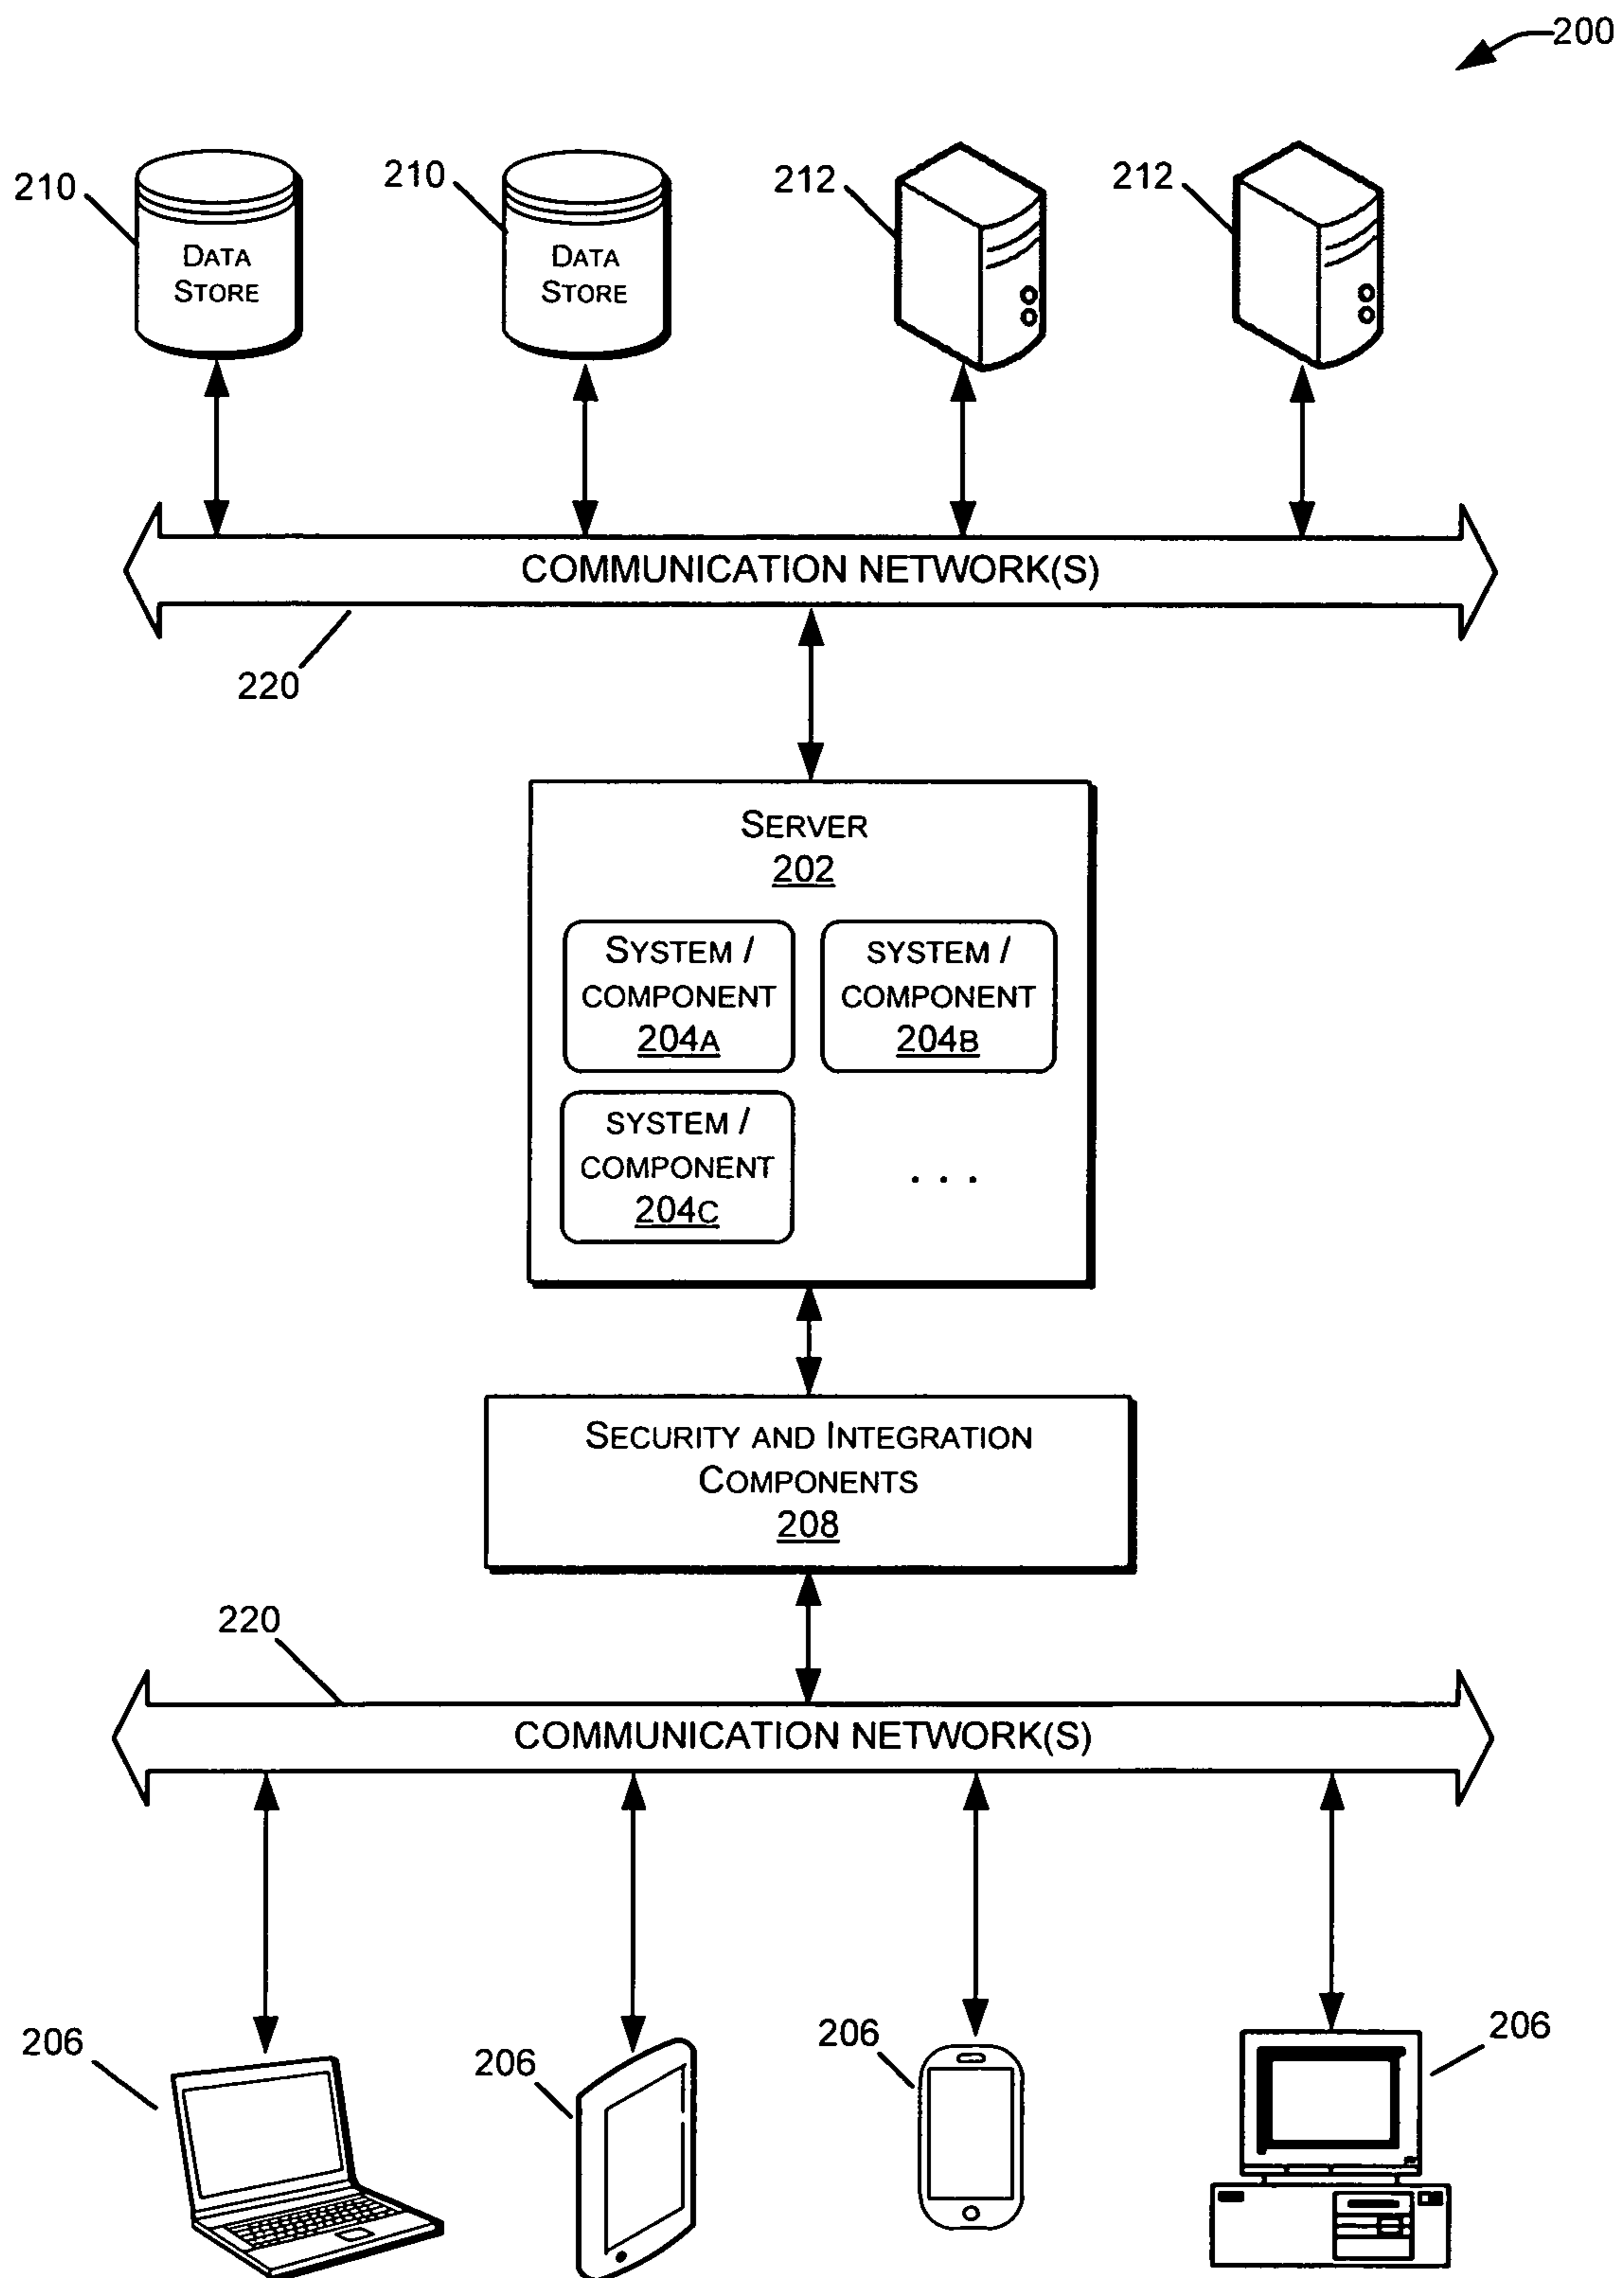 200
210
210
212
212
DATA
STORE
DATA
STORE
COMMUNICATION NETWORK(S)
220
SERVER
202
SYSTEM /
COMPONENT
204A
SYSTEM /
COMPONENT
204B
SYSTEM /
COMPONENT
204C
. . .
SECURITY AND INTEGRATION
COMPONENTS
208
220
COMMUNICATION NETWORK(S)
206
206
206
206